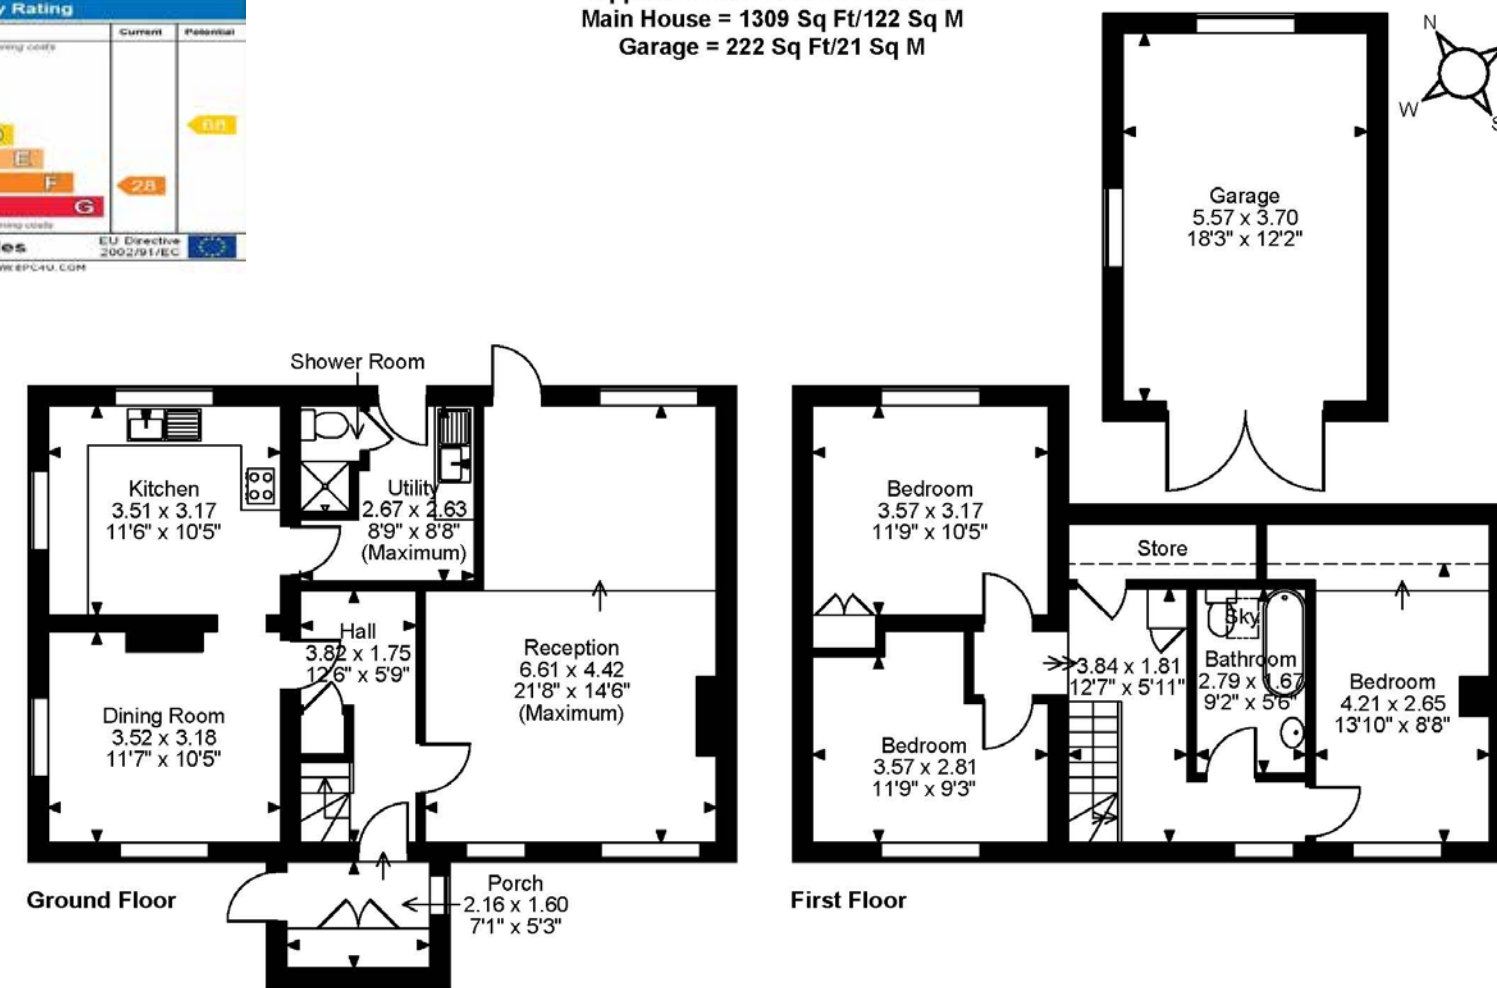 y Rating
Current Potential
E
F
G
28
EU Directive
2002/91/EC
Main House = 1309 Sq Ft/122 Sq M
Garage = 222 Sq Ft/21 Sq M
N
W
S
Garage
5.57 x 3.70
18'3" x 12'2"
Shower Room
Kitchen
3.51 x 3.17
11'6" x 10'5"
Utility
2.67 x 2.63
8'9" x 8'8"
(Maximum)
Hall
3.82 x 1.75
12'6" x 5'9"
Reception
6.61 x 4.42
21'8" x 14'6"
(Maximum)
Dining Room
3.52 x 3.18
11'7" x 10'5"
Porch
2.16 x 1.60
7'1" x 5'3"
Ground Floor
Bedroom
3.57 x 3.17
11'9" x 10'5"
Store
Sky
3.84 x 1.81
12'7" x 5'11"
Bathroom
2.79 x 1.67
9'2" x 5'6"
Bedroom
4.21 x 2.65
13'10" x 8'8"
Bedroom
3.57 x 2.81
11'9" x 9'3"
First Floor